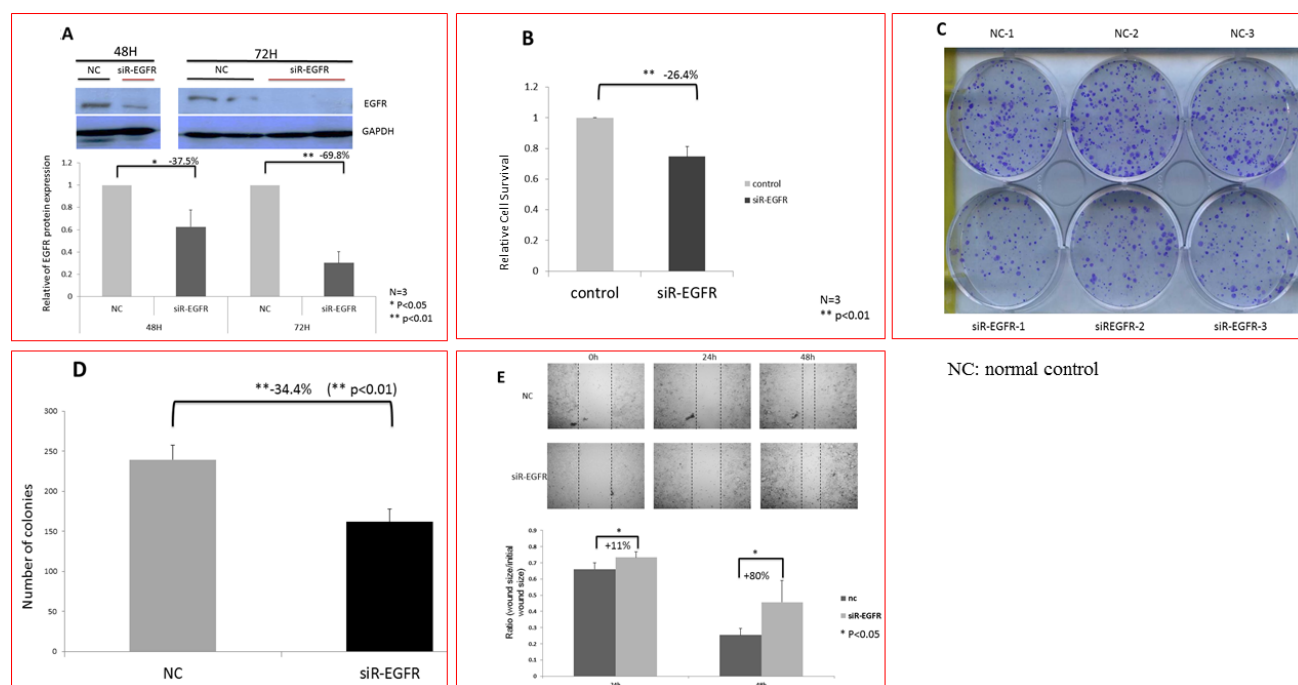 A
48H
72H
NC
siR-EGFR
NC
siR-EGFR
EGFR
GAPDH
Relative of EGFR protein expression
1.2
1
0.8
0.6
0.4
0.2
0
* -37.5%
** -69.8%
NC
siR-EGFR
NC
siR-EGFR
48H
72H
N=3
* P<0.05
** p<0.01
B
** -26.4%
Relative Cell Survival
1.2
1
0.8
0.6
0.4
0.2
0
control
siR-EGFR
control
siR-EGFR
N=3
** p<0.01
C
NC-1
NC-2
NC-3
siR-EGFR-1
siREGFR-2
siR-EGFR-3
D
**-34.4% (** p<0.01)
Number of colonies
300
250
200
150
100
50
0
NC
siR-EGFR
E
0h
24h
48h
NC
siR-EGFR
Ratio (wound size/initial
wound size)
0.9
0.8
0.7
0.6
0.5
0.4
0.3
0.2
0.1
0
*
+11%
*
+80%
nc
siR-EGFR
* P<0.05
NC: normal control